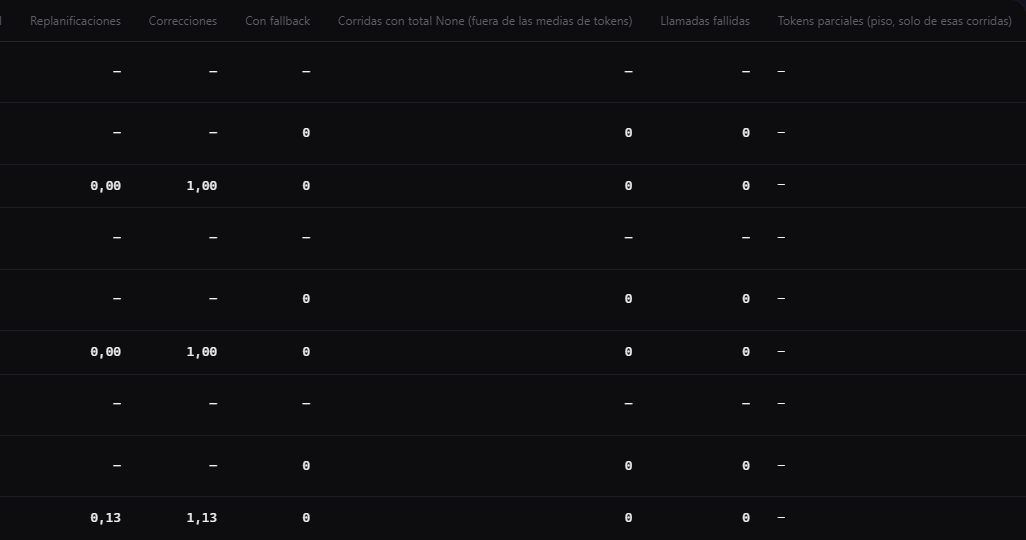 Replanificaciones Correcciones Con fallback Corridas con total None (fuera de las medias de tokens) Llamadas fallidas Tokens parciales (piso, solo de esas corridas)
— — — — — —
— — 0 0 0 —
0,00 1,00 0 0 0 —
— — — — — —
— — 0 0 0 —
0,00 1,00 0 0 0 —
— — — — — —
— — 0 0 0 —
0,13 1,13 0 0 0 —